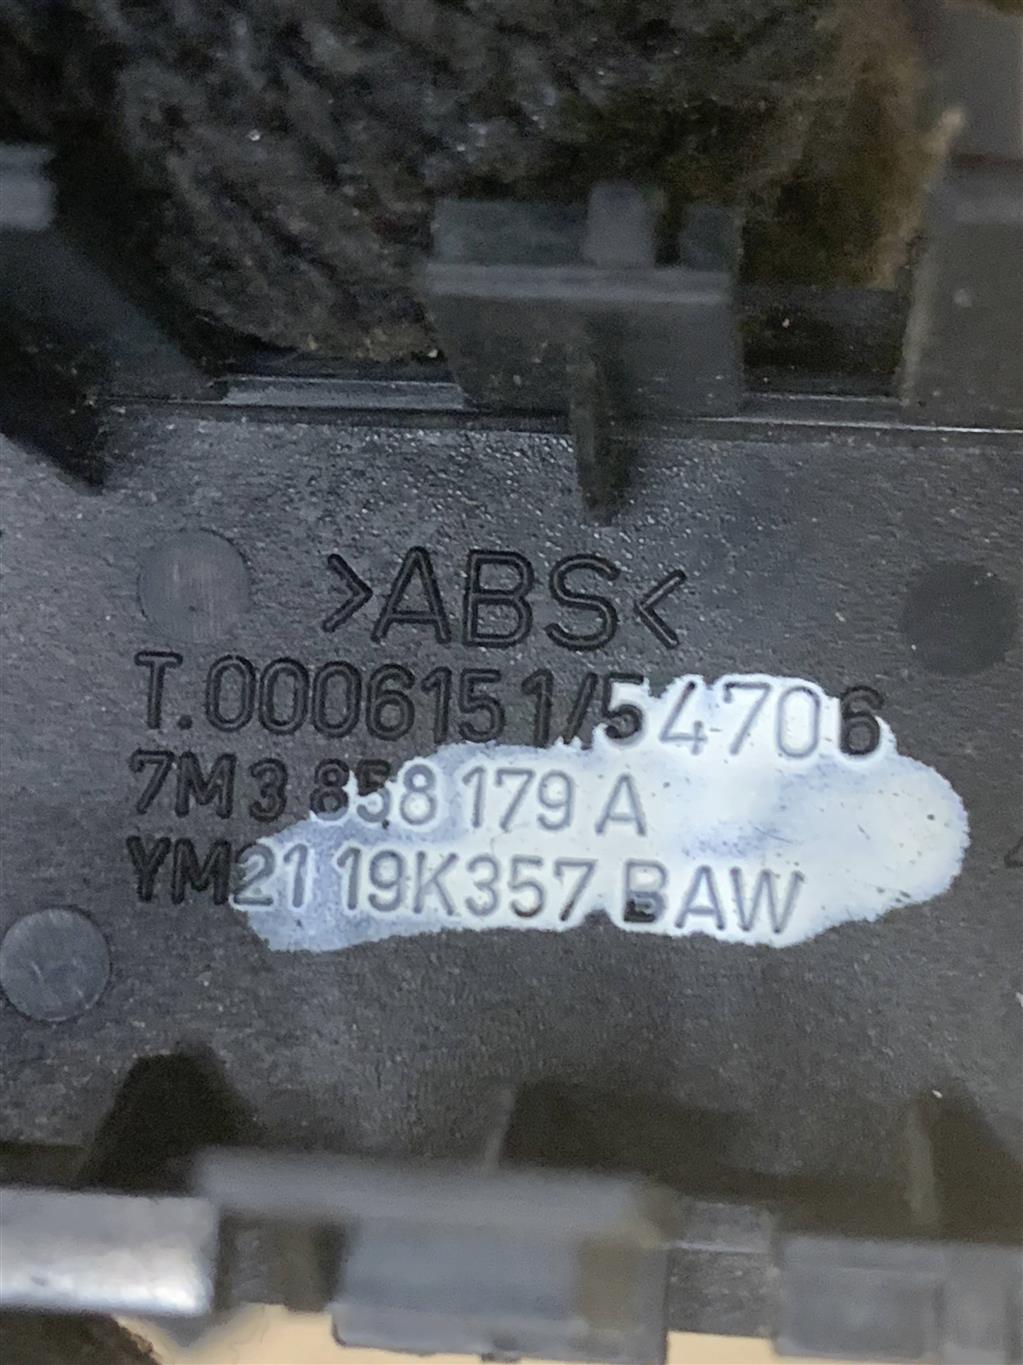 >ABS<
T.0006151/54706
7M3 858 179 A
YM21 19K357 BAW